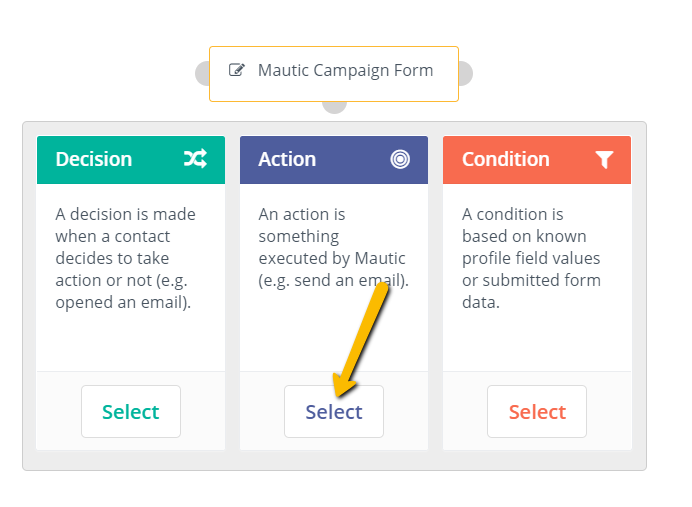 Mautic Campaign Form
Decision
A decision is made
when a contact
decides to take
action or not (e.g.
opened an email).
Select
Action
An action is
something
executed by Mautic
(e.g. send an email).
Select
Condition
A condition is
based on known
profile field values
or submitted form
data.
Select